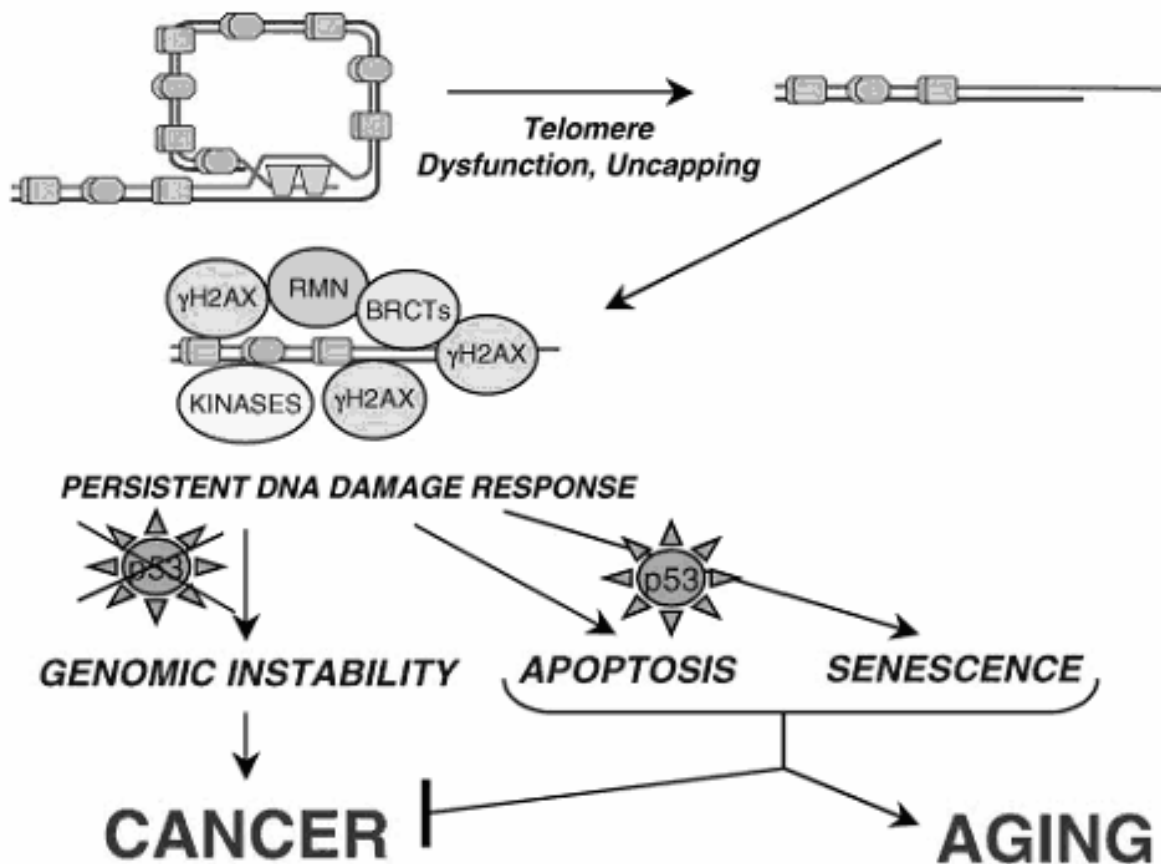 Telomere
Dysfunction, Uncapping
γH2AX
RMN
BRCTs
γH2AX
KINASES
γH2AX
PERSISTENT DNA DAMAGE RESPONSE
p53
p53
GENOMIC INSTABILITY
APOPTOSIS
SENESCENCE
CANCER
AGING